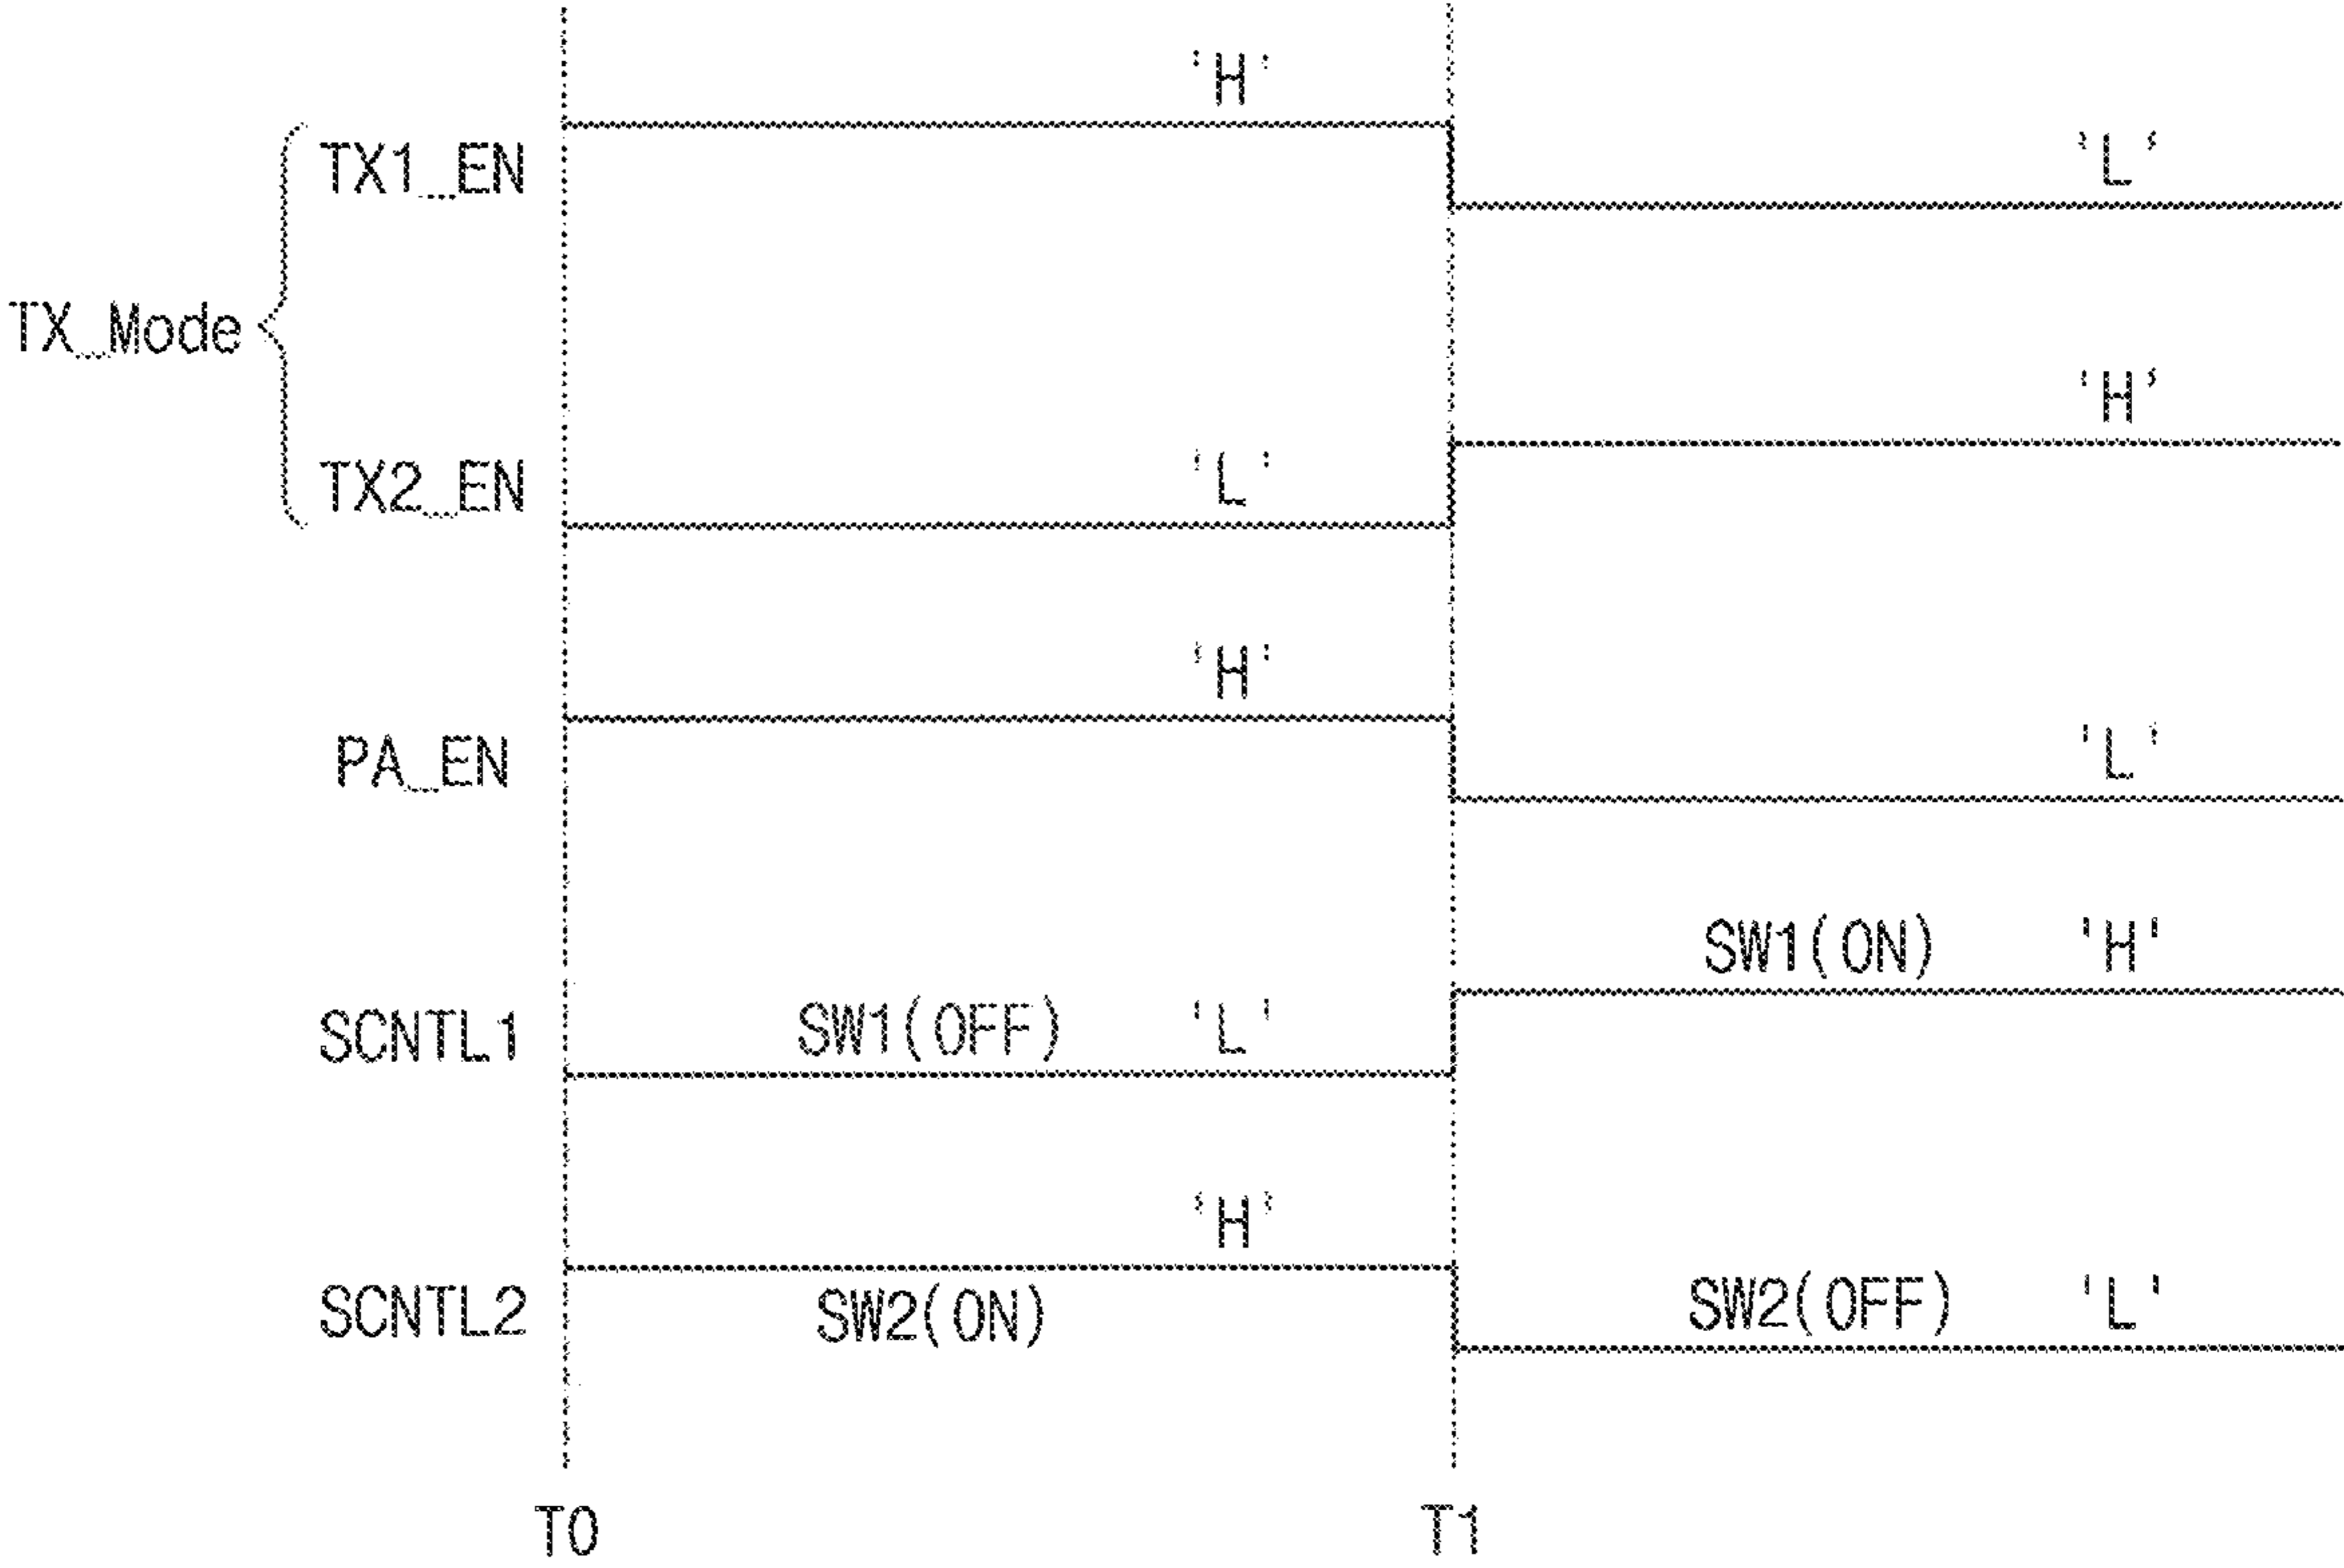 'H'
TX1_EN
'L'
TX_Mode
'H'
TX2_EN
'L'
'H'
PA_EN
'L'
SW1(ON) 'H'
SCNTL1
SW1(OFF) 'L'
'H'
SCNTL2
SW2(ON)
SW2(OFF) 'L'
T0
T1